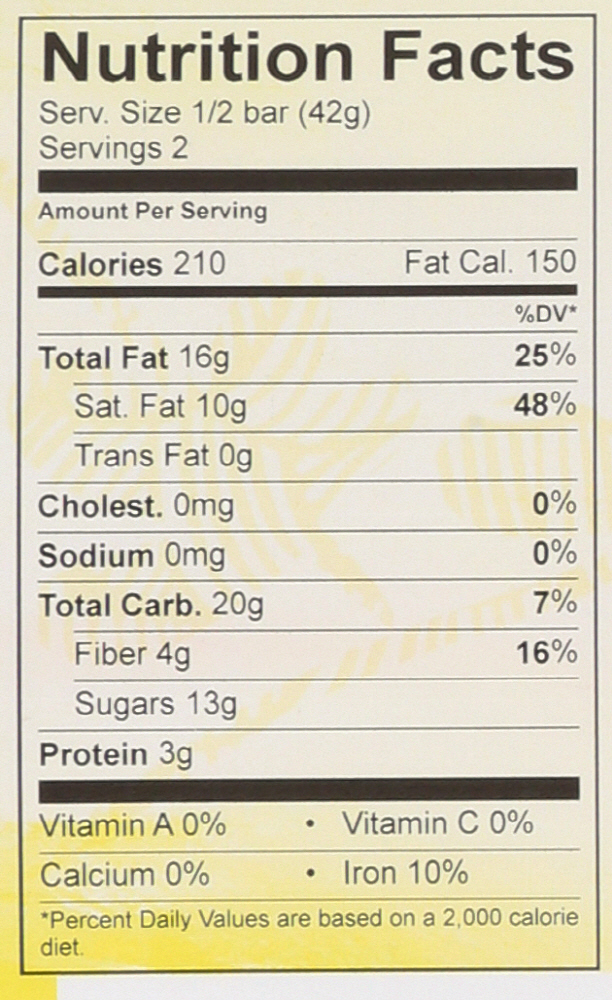 Nutrition Facts
Serv. Size 1/2 bar (42g)
Servings 2
Amount Per Serving
Calories 210 Fat Cal. 150
%DV*
Total Fat 16g 25%
Sat. Fat 10g 48%
Trans Fat 0g
Cholest. 0mg 0%
Sodium 0mg 0%
Total Carb. 20g 7%
Fiber 4g 16%
Sugars 13g
Protein 3g
Vitamin A 0% • Vitamin C 0%
Calcium 0% • Iron 10%
*Percent Daily Values are based on a 2,000 calorie
diet.